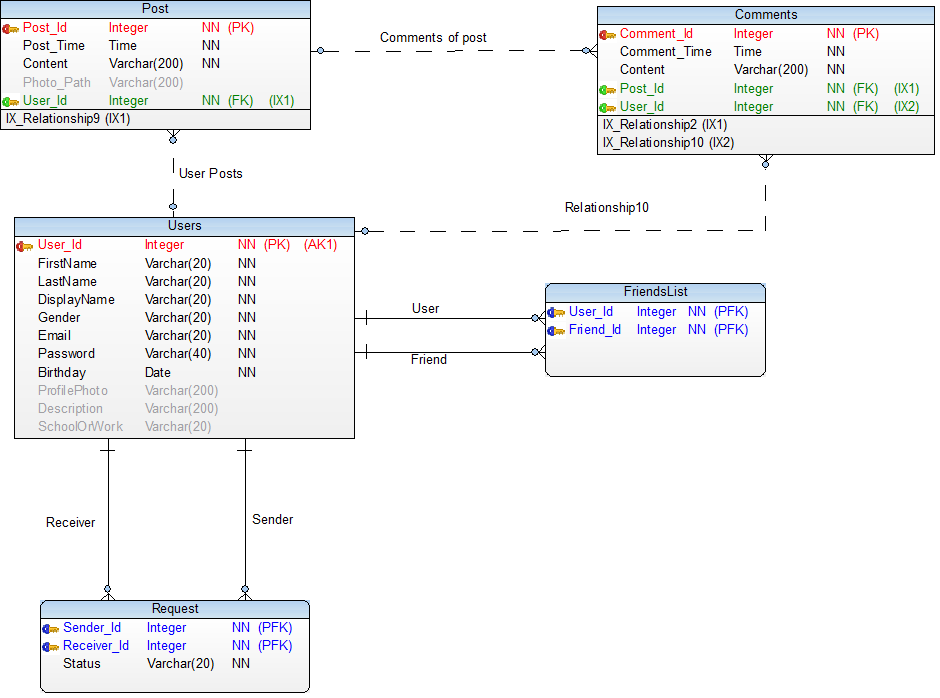 Post
Post_Id Integer NN (PK)
Post_Time Time NN
Content Varchar(200) NN
Photo_Path Varchar(200)
User_Id Integer NN (FK) (IX1)
IX_Relationship9 (IX1)
Comments of post
Comments
Comment_Id Integer NN (PK)
Comment_Time Time NN
Content Varchar(200) NN
Post_Id Integer NN (FK) (IX1)
User_Id Integer NN (FK) (IX2)
IX_Relationship2 (IX1)
IX_Relationship10 (IX2)
User Posts
Relationship10
Users
User_Id Integer NN (PK) (AK1)
FirstName Varchar(20) NN
LastName Varchar(20) NN
DisplayName Varchar(20) NN
Gender Varchar(20) NN
Email Varchar(20) NN
Password Varchar(40) NN
Birthday Date NN
ProfilePhoto Varchar(200)
Description Varchar(200)
SchoolOrWork Varchar(20)
User
Friend
FriendsList
User_Id Integer NN (PFK)
Friend_Id Integer NN (PFK)
Receiver
Sender
Request
Sender_Id Integer NN (PFK)
Receiver_Id Integer NN (PFK)
Status Varchar(20) NN